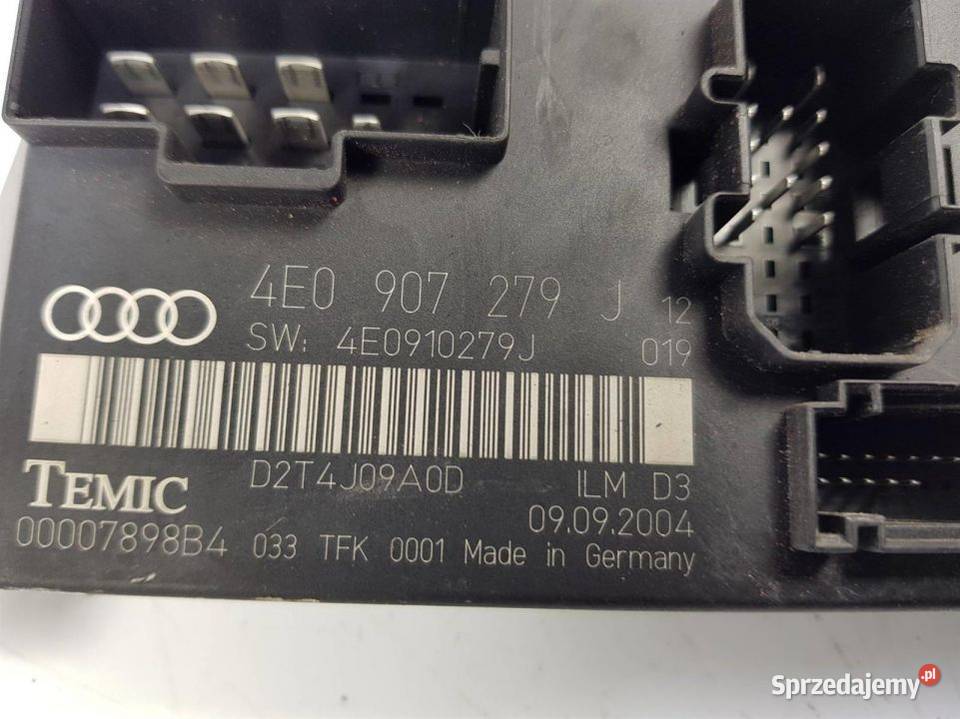 4E0 907 279 J 12
SW: 4E0910279J 019
TEMIC D2T4J09A0D ILM D3
09.09.2004
00007898B4 033 TFK 0001 Made in Germany
Sprzedajemy.pl